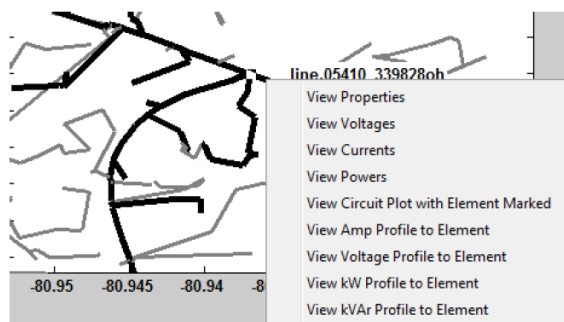 line.05410_339828oh
View Properties
View Voltages
View Currents
View Powers
View Circuit Plot with Element Marked
View Amp Profile to Element
View Voltage Profile to Element
View kW Profile to Element
View kVAr Profile to Element
-80.95 -80.945 -80.94